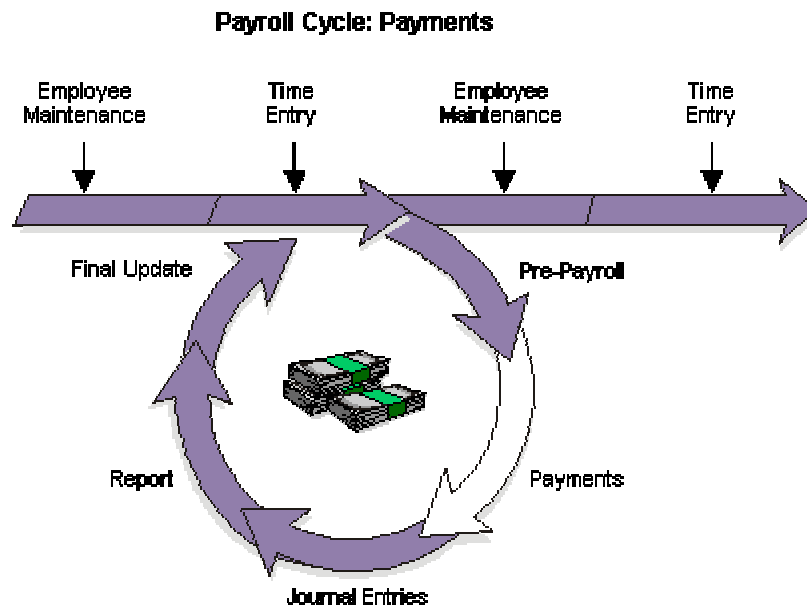 Payroll Cycle: Payments
Employee
Maintenance
Time
Entry
Employee
Maintenance
Time
Entry
Final Update
Pre-Payroll
Report
Payments
Journal Entries